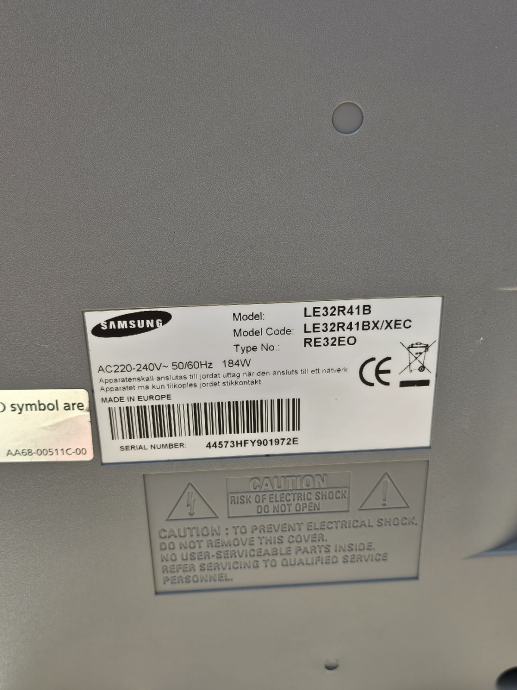 SAMSUNG
Model: LE32R41B
Model Code: LE32R41BX/XEC
Type No.: RE32EO
AC220-240V~ 50/60Hz 184W
Apparatenskall anslutas till jordat uttag när den ansluts till ett nätverk
Apparatet må kun tilkoples jordet stikkontakt
MADE IN EUROPE
CE
SERIAL NUMBER: 44573HFY901972E
symbol are
AA68-00511C-00
CAUTION
RISK OF ELECTRIC SHOCK
DO NOT OPEN
CAUTION : TO PREVENT ELECTRICAL SHOCK,
DO NOT REMOVE THIS COVER.
NO USER-SERVICEABLE PARTS INSIDE.
REFER SERVICING TO QUALIFIED SERVICE
PERSONNEL.